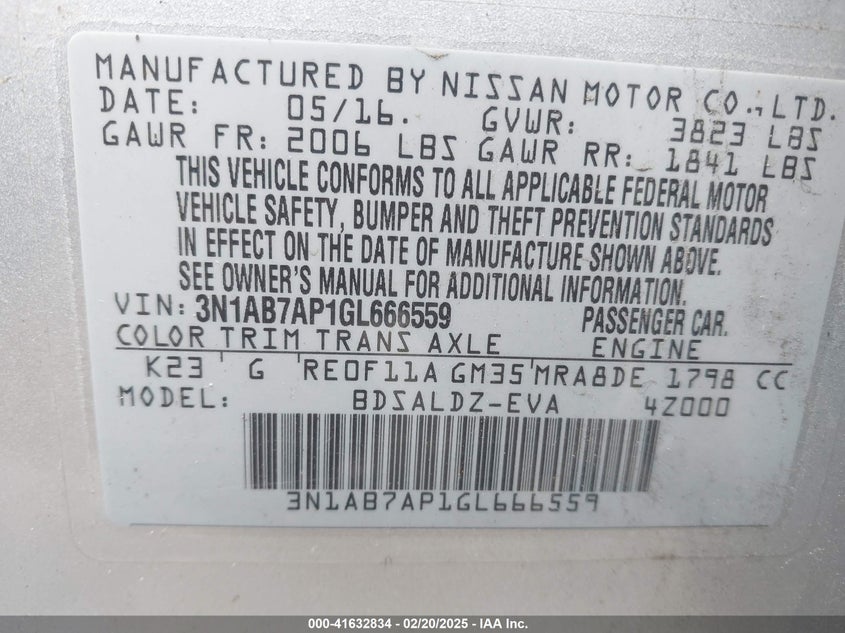 MANUFACTURED BY NISSAN MOTOR CO., LTD.
DATE: 05/16. GVWR: 3823 LBS
GAWR FR: 2006 LBS GAWR RR: 1841 LBS
THIS VEHICLE CONFORMS TO ALL APPLICABLE FEDERAL MOTOR
VEHICLE SAFETY, BUMPER AND THEFT PREVENTION STANDARDS
IN EFFECT ON THE DATE OF MANUFACTURE SHOWN ABOVE.
SEE OWNER'S MANUAL FOR ADDITIONAL INFORMATION.
VIN: 3N1AB7AP1GL666559 PASSENGER CAR.
COLOR TRIM TRANS AXLE ENGINE
K23 G RE0F11A GM35 MRA8DE 1798 CC
MODEL: BDSALDZ-EVA 4Z000
3N1AB7AP1GL666559
000-41632834 - 02/20/2025 - IAA Inc.